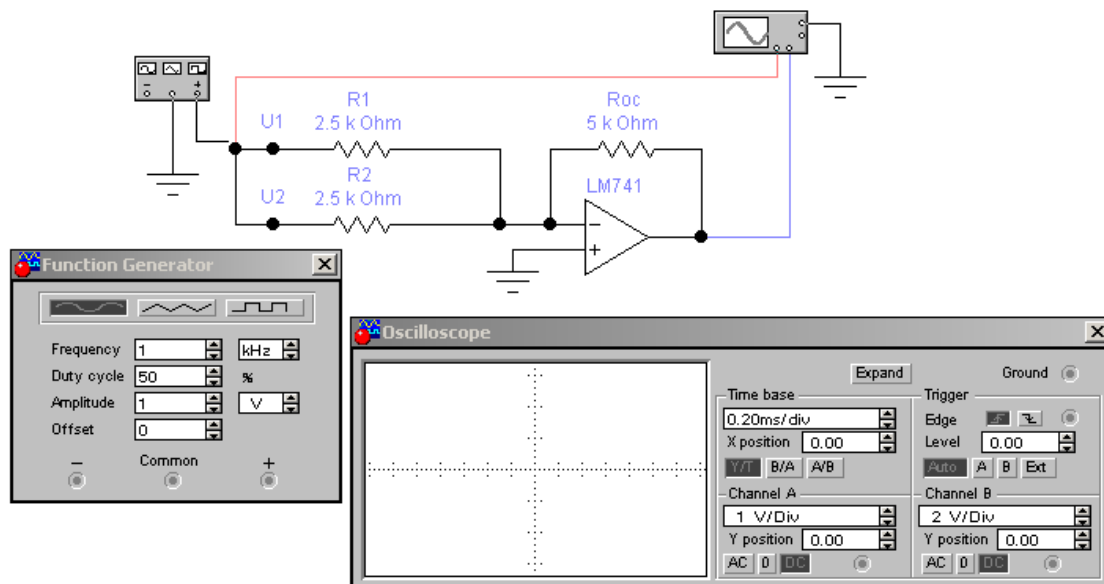 − +
R1
2.5 k Ohm
Roc
5 k Ohm
U1
R2
2.5 k Ohm
U2
LM741
−
+
Function Generator
Frequency 1 kHz
Duty cycle 50 %
Amplitude 1 V
Offset 0
− Common +
Oscilloscope
Expand Ground
Time base
0.20ms/div
X position 0.00
Y/T B/A A/B
Trigger
Edge
Level 0.00
Auto A B Ext
Channel A
1 V/Div
Y position 0.00
AC 0 DC
Channel B
2 V/Div
Y position 0.00
AC 0 DC